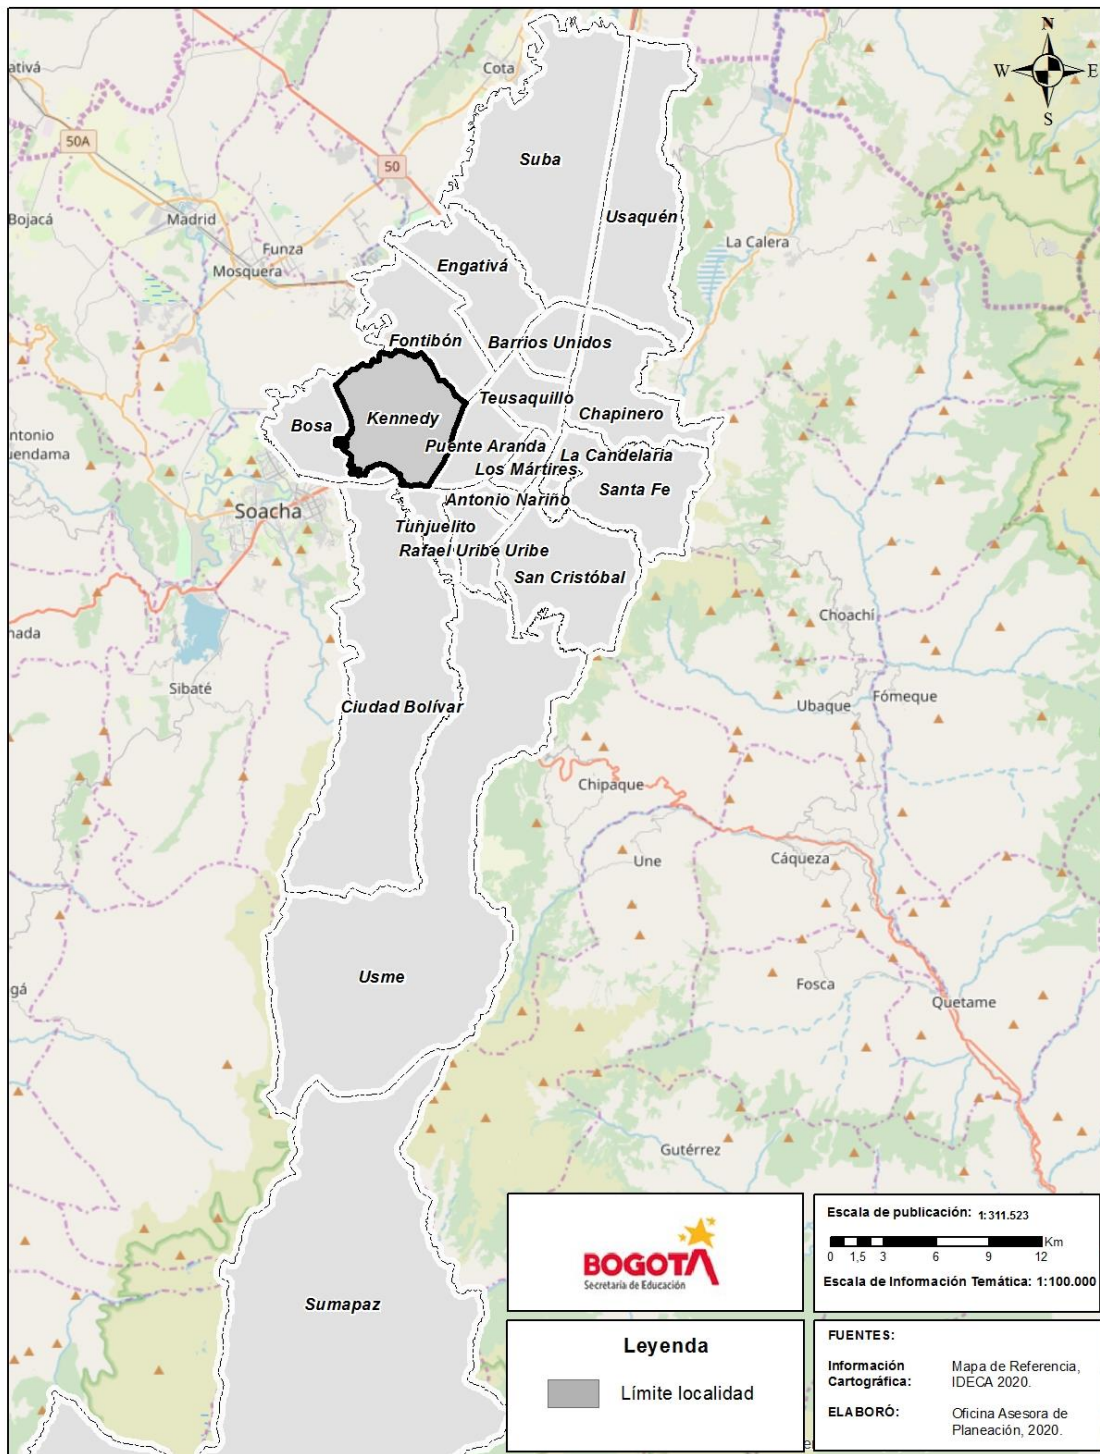 N
W E
S
ativá
Cota
50A
50
Suba
Bojacá
Madrid
Usaquén
Funza
La Calera
Mosquera
Engativá
Fontibón
Barrios Unidos
Teusaquillo
Kennedy
Chapinero
Bosa
ntonio
uendama
Puente Aranda
La Candelaria
Los Mártires
Santa Fe
Antonio Nariño
Soacha
Tunjuelito
Rafael Uribe Uribe
San Cristóbal
Choachí
nada
Sibaté
Fómeque
Ubaque
Ciudad Bolívar
Chipaque
Une
Cáqueza
Usme
Fosca
gá
Quetame
Gutérrez
Sumapaz
BOGOTÁ
Secretaría de Educación
Escala de publicación: 1:311.523
Km
0 1,5 3 6 9 12
Escala de Información Temática: 1:100.000
Leyenda
Límite localidad
FUENTES:
Información Mapa de Referencia,
Cartográfica: IDECA 2020.
ELABORÓ: Oficina Asesora de
Planeación, 2020.